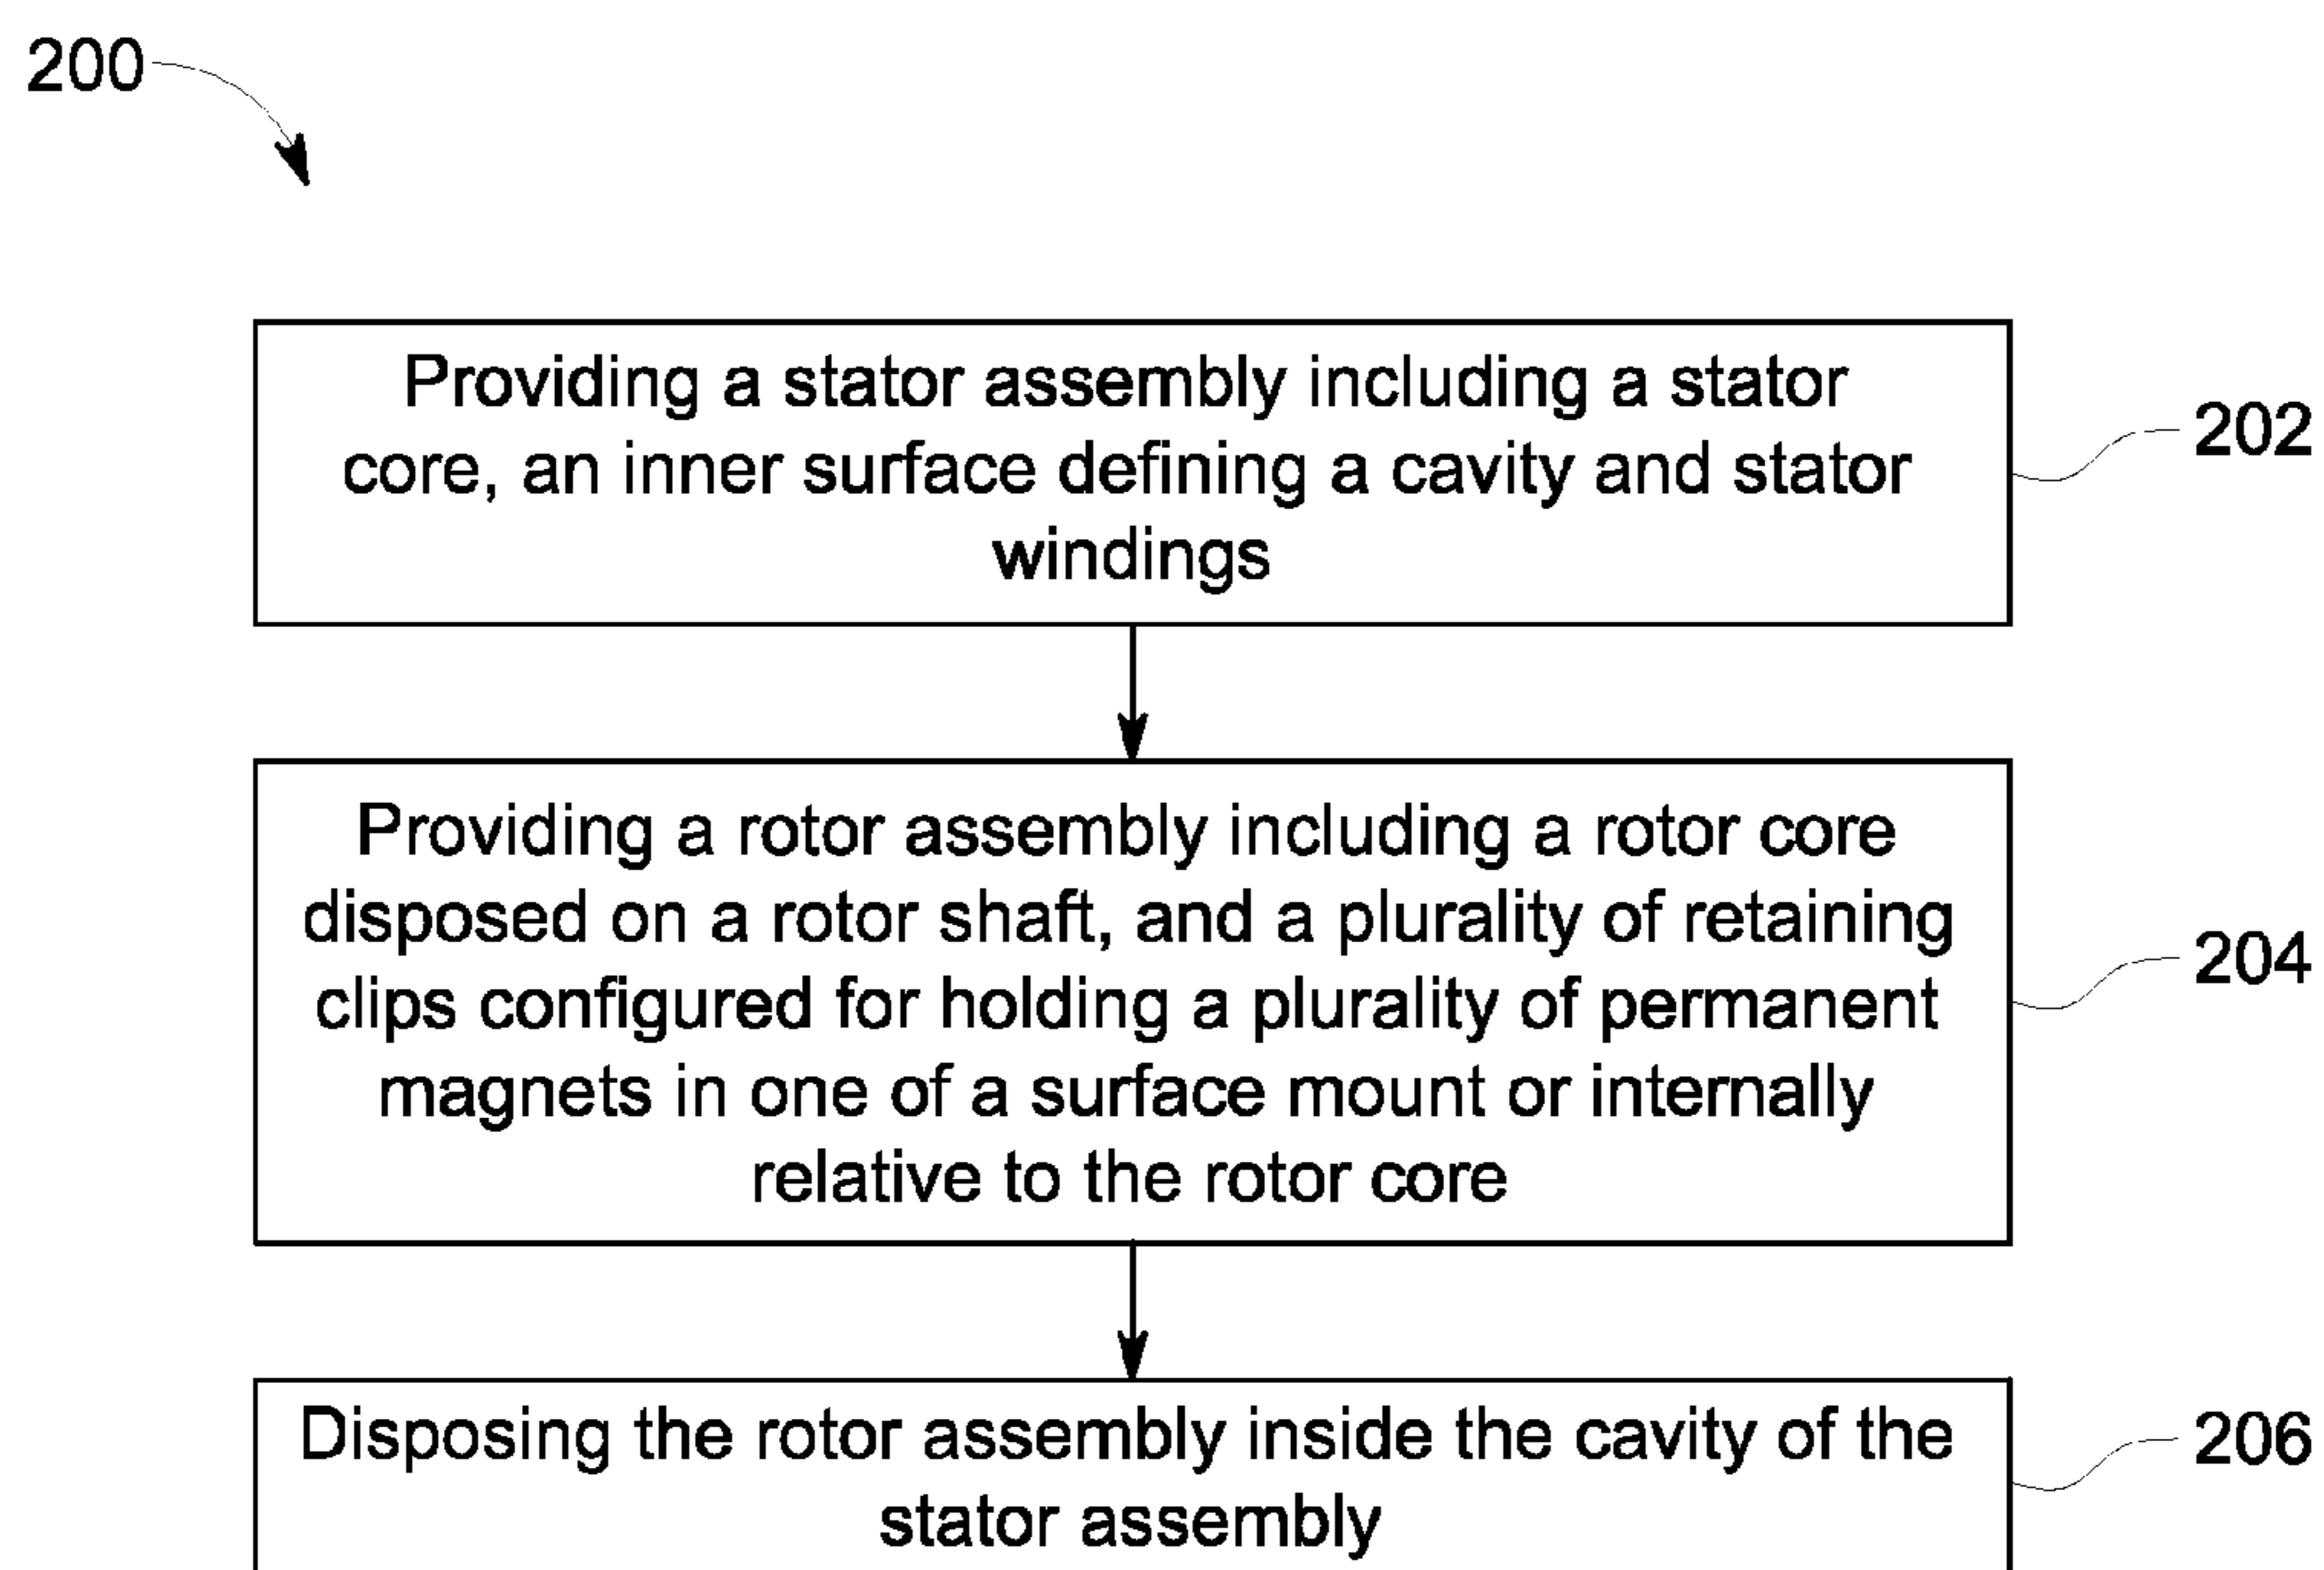 200
Providing a stator assembly including a stator
core, an inner surface defining a cavity and stator
windings
202
Providing a rotor assembly including a rotor core
disposed on a rotor shaft, and a plurality of retaining
clips configured for holding a plurality of permanent
magnets in one of a surface mount or internally
relative to the rotor core
204
Disposing the rotor assembly inside the cavity of the
stator assembly
206